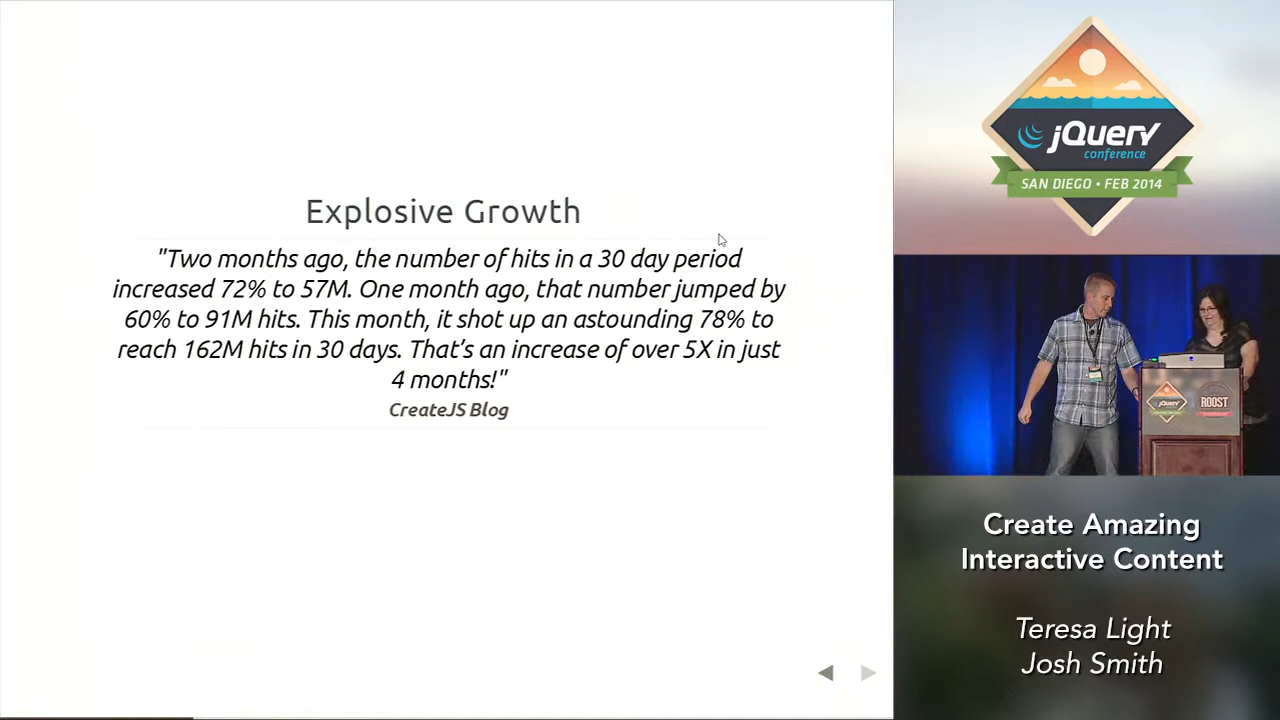 Explosive Growth
"Two months ago, the number of hits in a 30 day period
increased 72% to 57M. One month ago, that number jumped by
60% to 91M hits. This month, it shot up an astounding 78% to
reach 162M hits in 30 days. That’s an increase of over 5X in just
4 months!"
CreateJS Blog
jQuery
conference
SAN DIEGO • FEB 2014
jQuery
ROOST
Create Amazing
Interactive Content
Teresa Light
Josh Smith